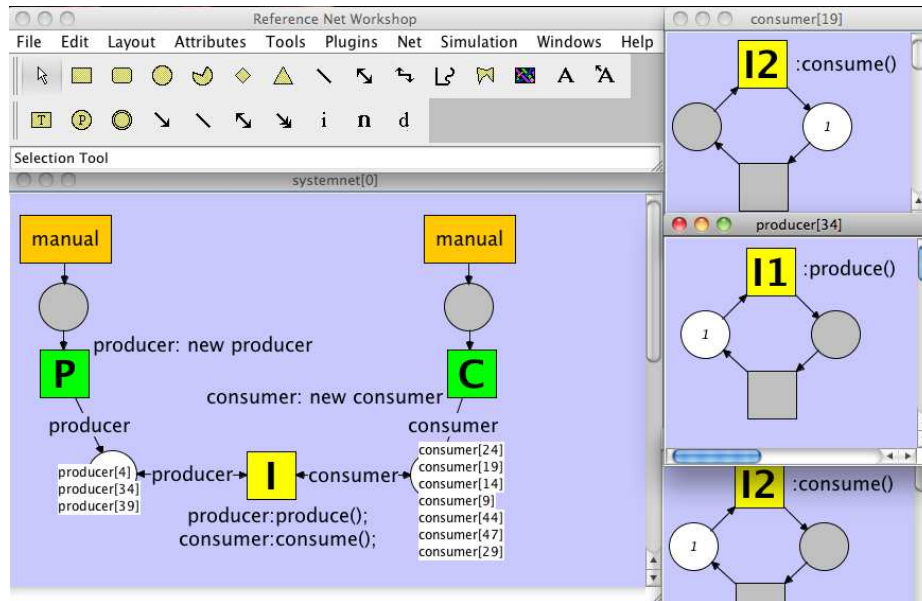 Reference Net Workshop
File Edit Layout Attributes Tools Plugins Net Simulation Windows Help
A A
T P i n d
Selection Tool
systemnet[0]
manual
manual
P
producer: new producer
C
consumer: new consumer
producer
consumer
producer[4]
producer[34]
producer[39]
producer
I
consumer
consumer[24]
consumer[19]
consumer[14]
consumer[9]
consumer[44]
consumer[47]
consumer[29]
producer:produce();
consumer:consume();
consumer[19]
I2 :consume()
1
producer[34]
I1 :produce()
1
I2 :consume()
1